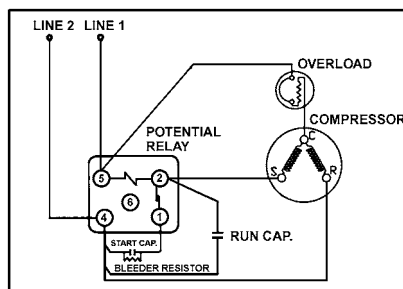 LINE 2 LINE 1
OVERLOAD
COMPRESSOR
POTENTIAL
RELAY
C
5 2 S R
6
4 1
START CAP.
RUN CAP.
BLEEDER RESISTOR